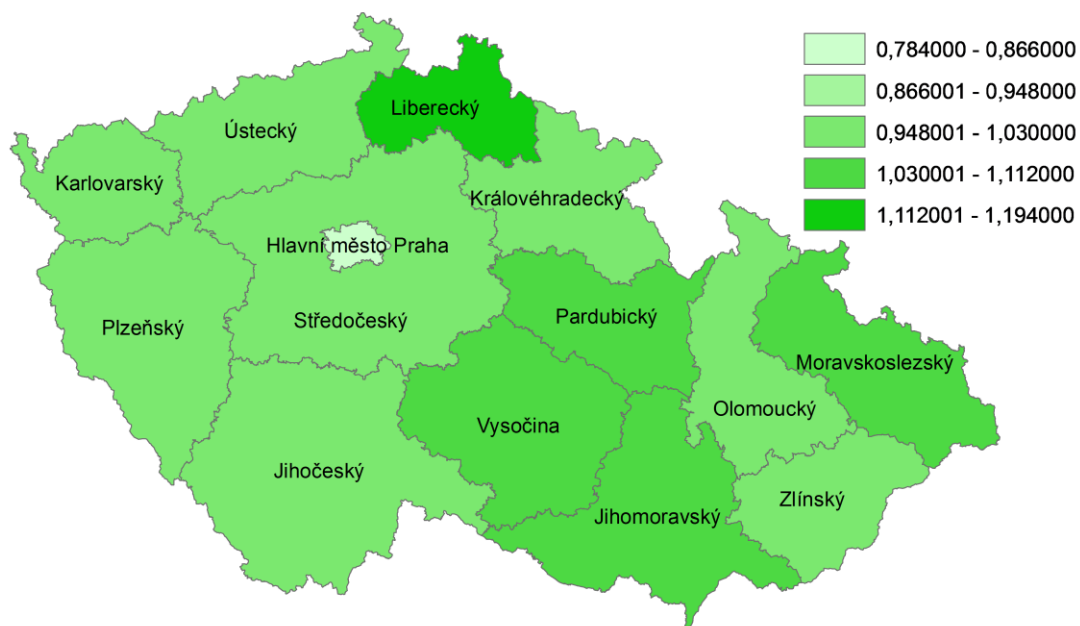 0,784000 - 0,866000
0,866001 - 0,948000
0,948001 - 1,030000
1,030001 - 1,112000
1,112001 - 1,194000
Liberecký
Ústecký
Karlovarský
Královéhradecký
Hlavní město Praha
Středočeský
Plzeňský
Pardubický
Moravskoslezský
Olomoucký
Vysočina
Jihočeský
Zlínský
Jihomoravský